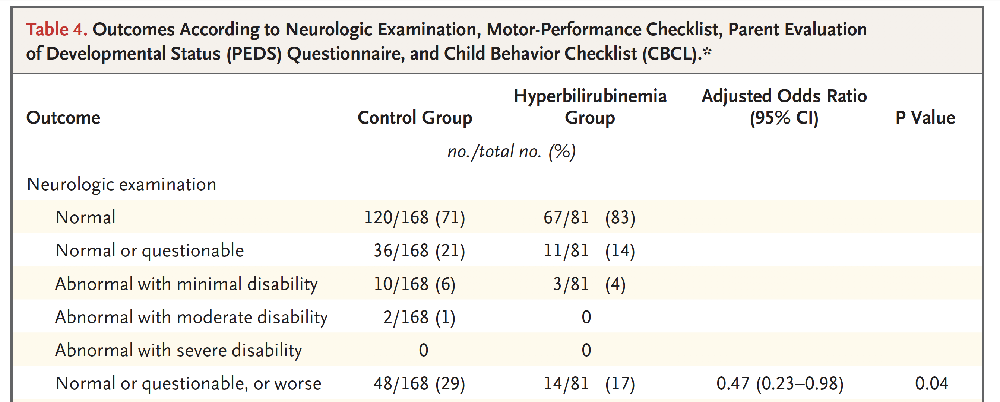 Table 4. Outcomes According to Neurologic Examination, Motor-Performance Checklist, Parent Evaluation
of Developmental Status (PEDS) Questionnaire, and Child Behavior Checklist (CBCL).*
Outcome Control Group Hyperbilirubinemia Group Adjusted Odds Ratio (95% CI) P Value
no./total no. (%)
Neurologic examination
Normal 120/168 (71) 67/81 (83)
Normal or questionable 36/168 (21) 11/81 (14)
Abnormal with minimal disability 10/168 (6) 3/81 (4)
Abnormal with moderate disability 2/168 (1) 0
Abnormal with severe disability 0 0
Normal or questionable, or worse 48/168 (29) 14/81 (17) 0.47 (0.23–0.98) 0.04